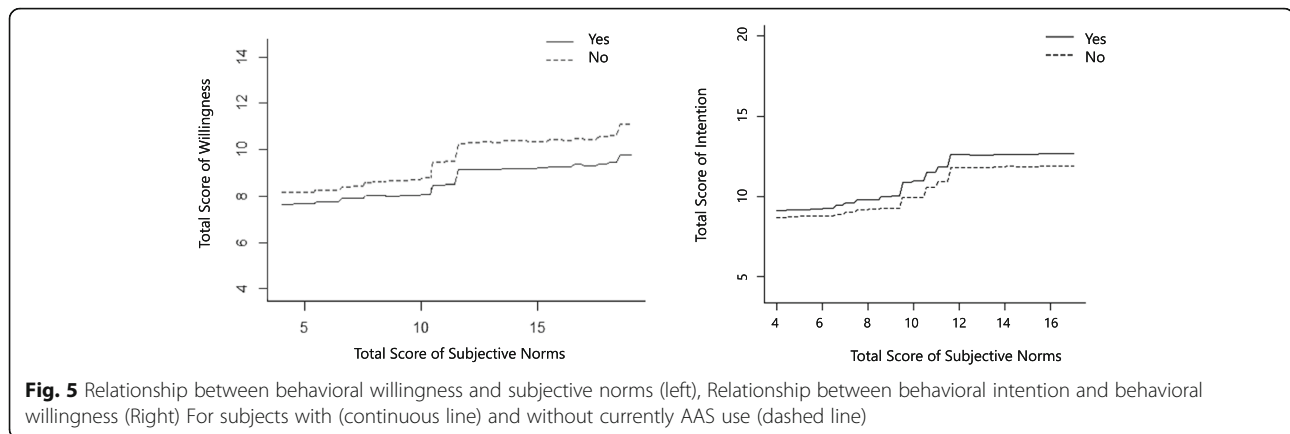 Yes
No
14
12
10
8
6
4
Total Score of Willingness
5
10
15
Total Score of Subjective Norms
Yes
No
20
15
10
5
Total Score of Intention
4
6
8
10
12
14
16
Total Score of Subjective Norms
Fig. 5 Relationship between behavioral willingness and subjective norms (left), Relationship between behavioral intention and behavioral
willingness (Right) For subjects with (continuous line) and without currently AAS use (dashed line)